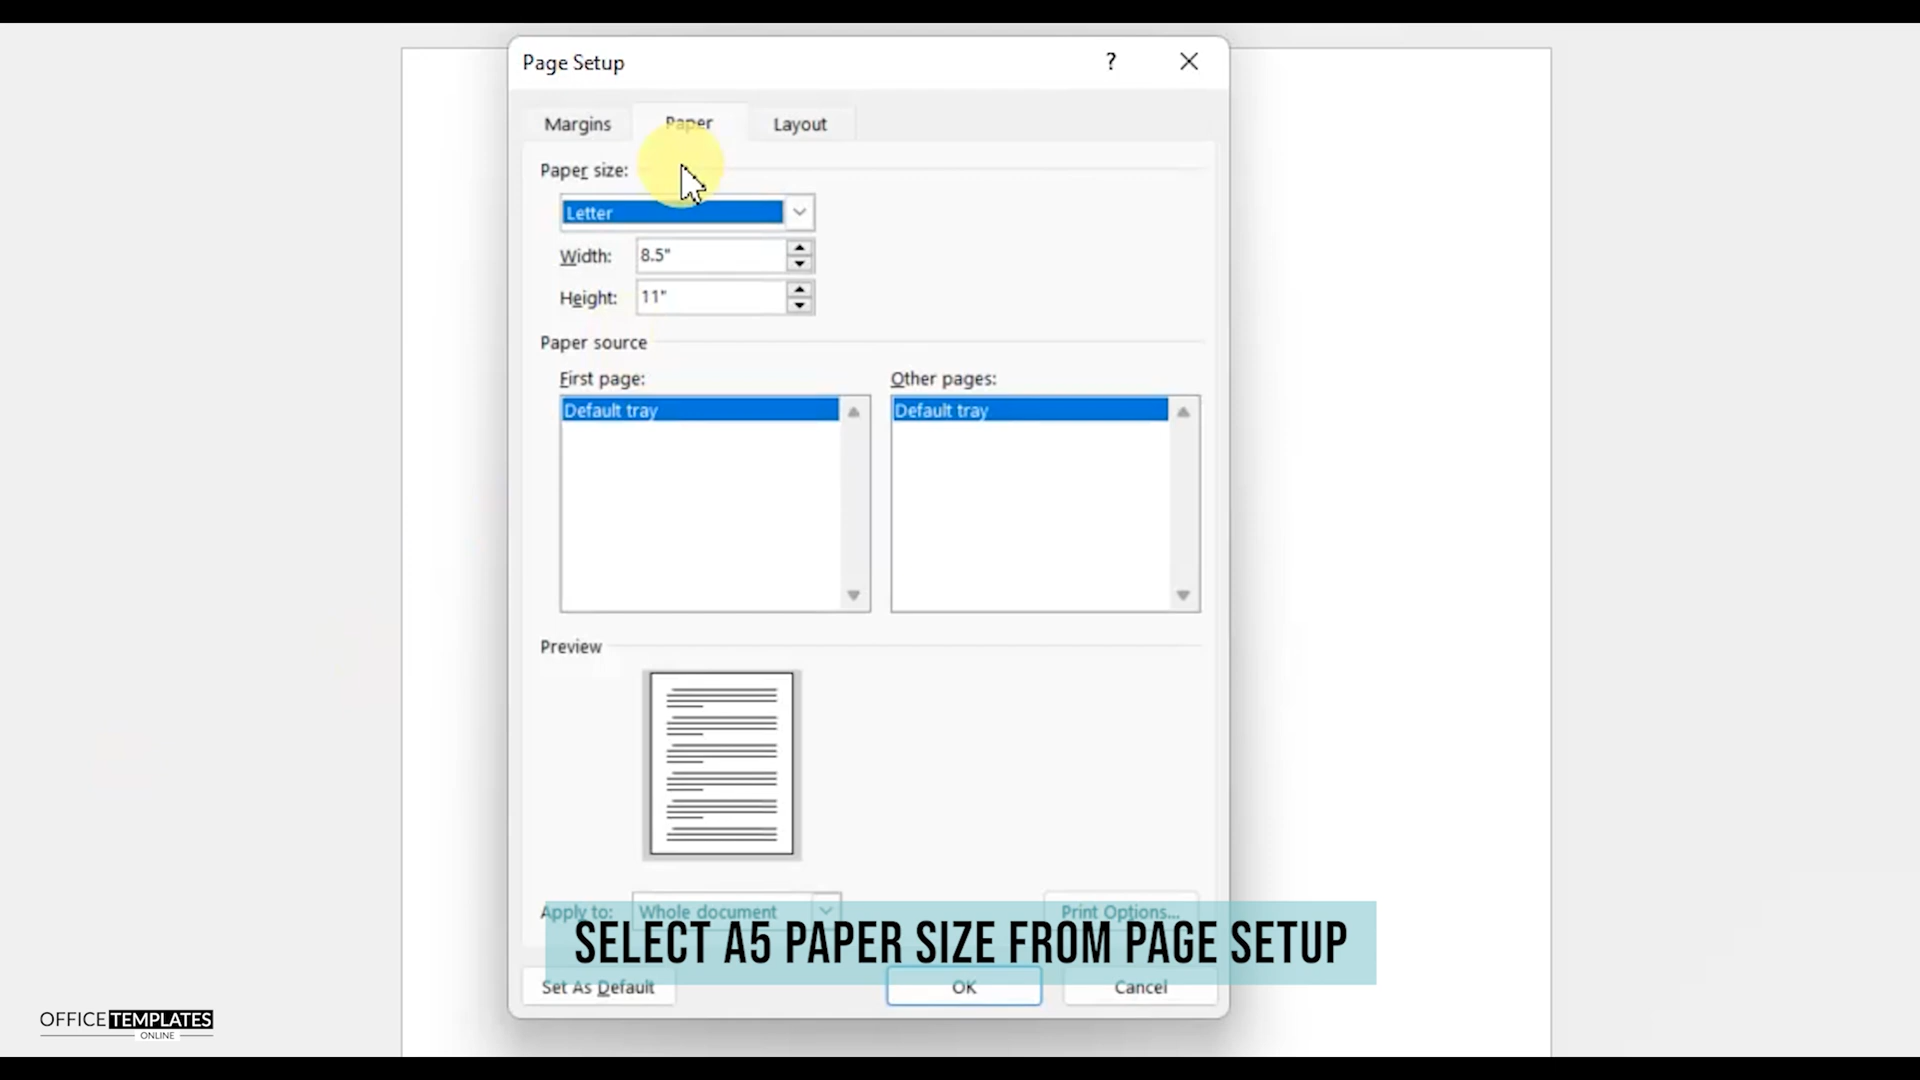 Page Setup ?
Margins Paper Layout
Paper size:
Letter
Width: 8.5"
Height: 11"
Paper source
First page: Other pages:
Default tray Default tray
Preview
Apply to: Whole document Print Options...
SELECT A5 PAPER SIZE FROM PAGE SETUP
Set As Default OK Cancel
OFFICE TEMPLATES
ONLINE